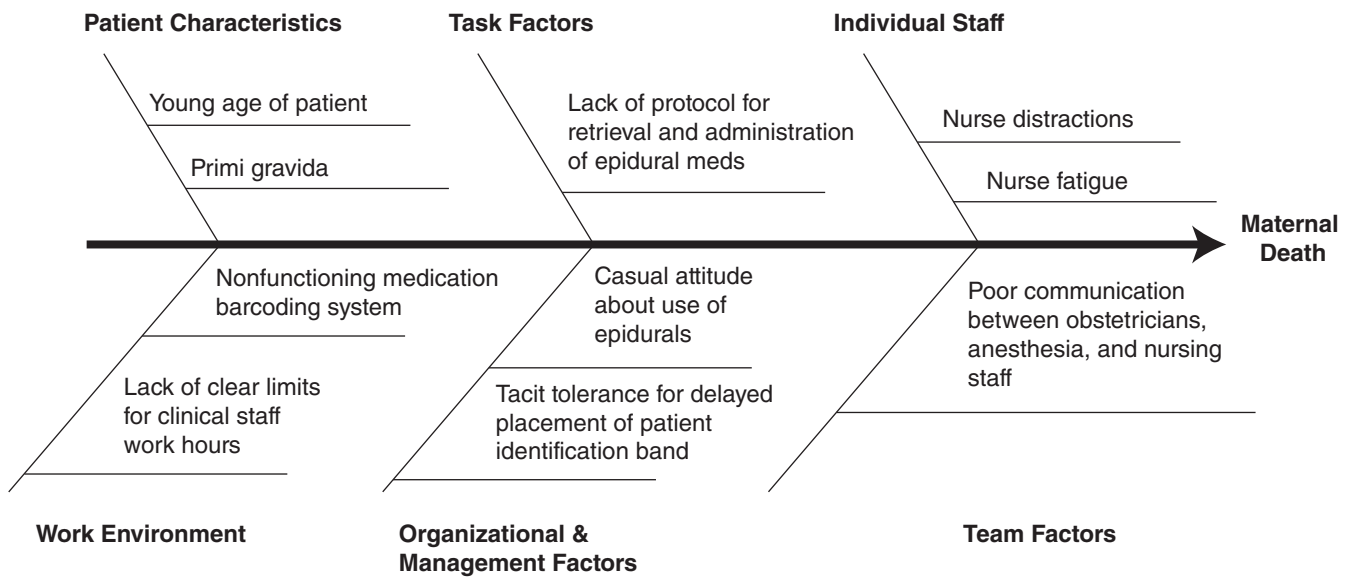 Patient Characteristics
Task Factors
Individual Staff
Young age of patient
Primi gravida
Lack of protocol for
retrieval and administration
of epidural meds
Nurse distractions
Nurse fatigue
Maternal
Death
Nonfunctioning medication
barcoding system
Lack of clear limits
for clinical staff
work hours
Casual attitude
about use of
epidurals
Tacit tolerance for delayed
placement of patient
identification band
Poor communication
between obstetricians,
anesthesia, and nursing
staff
Work Environment
Organizational &
Management Factors
Team Factors